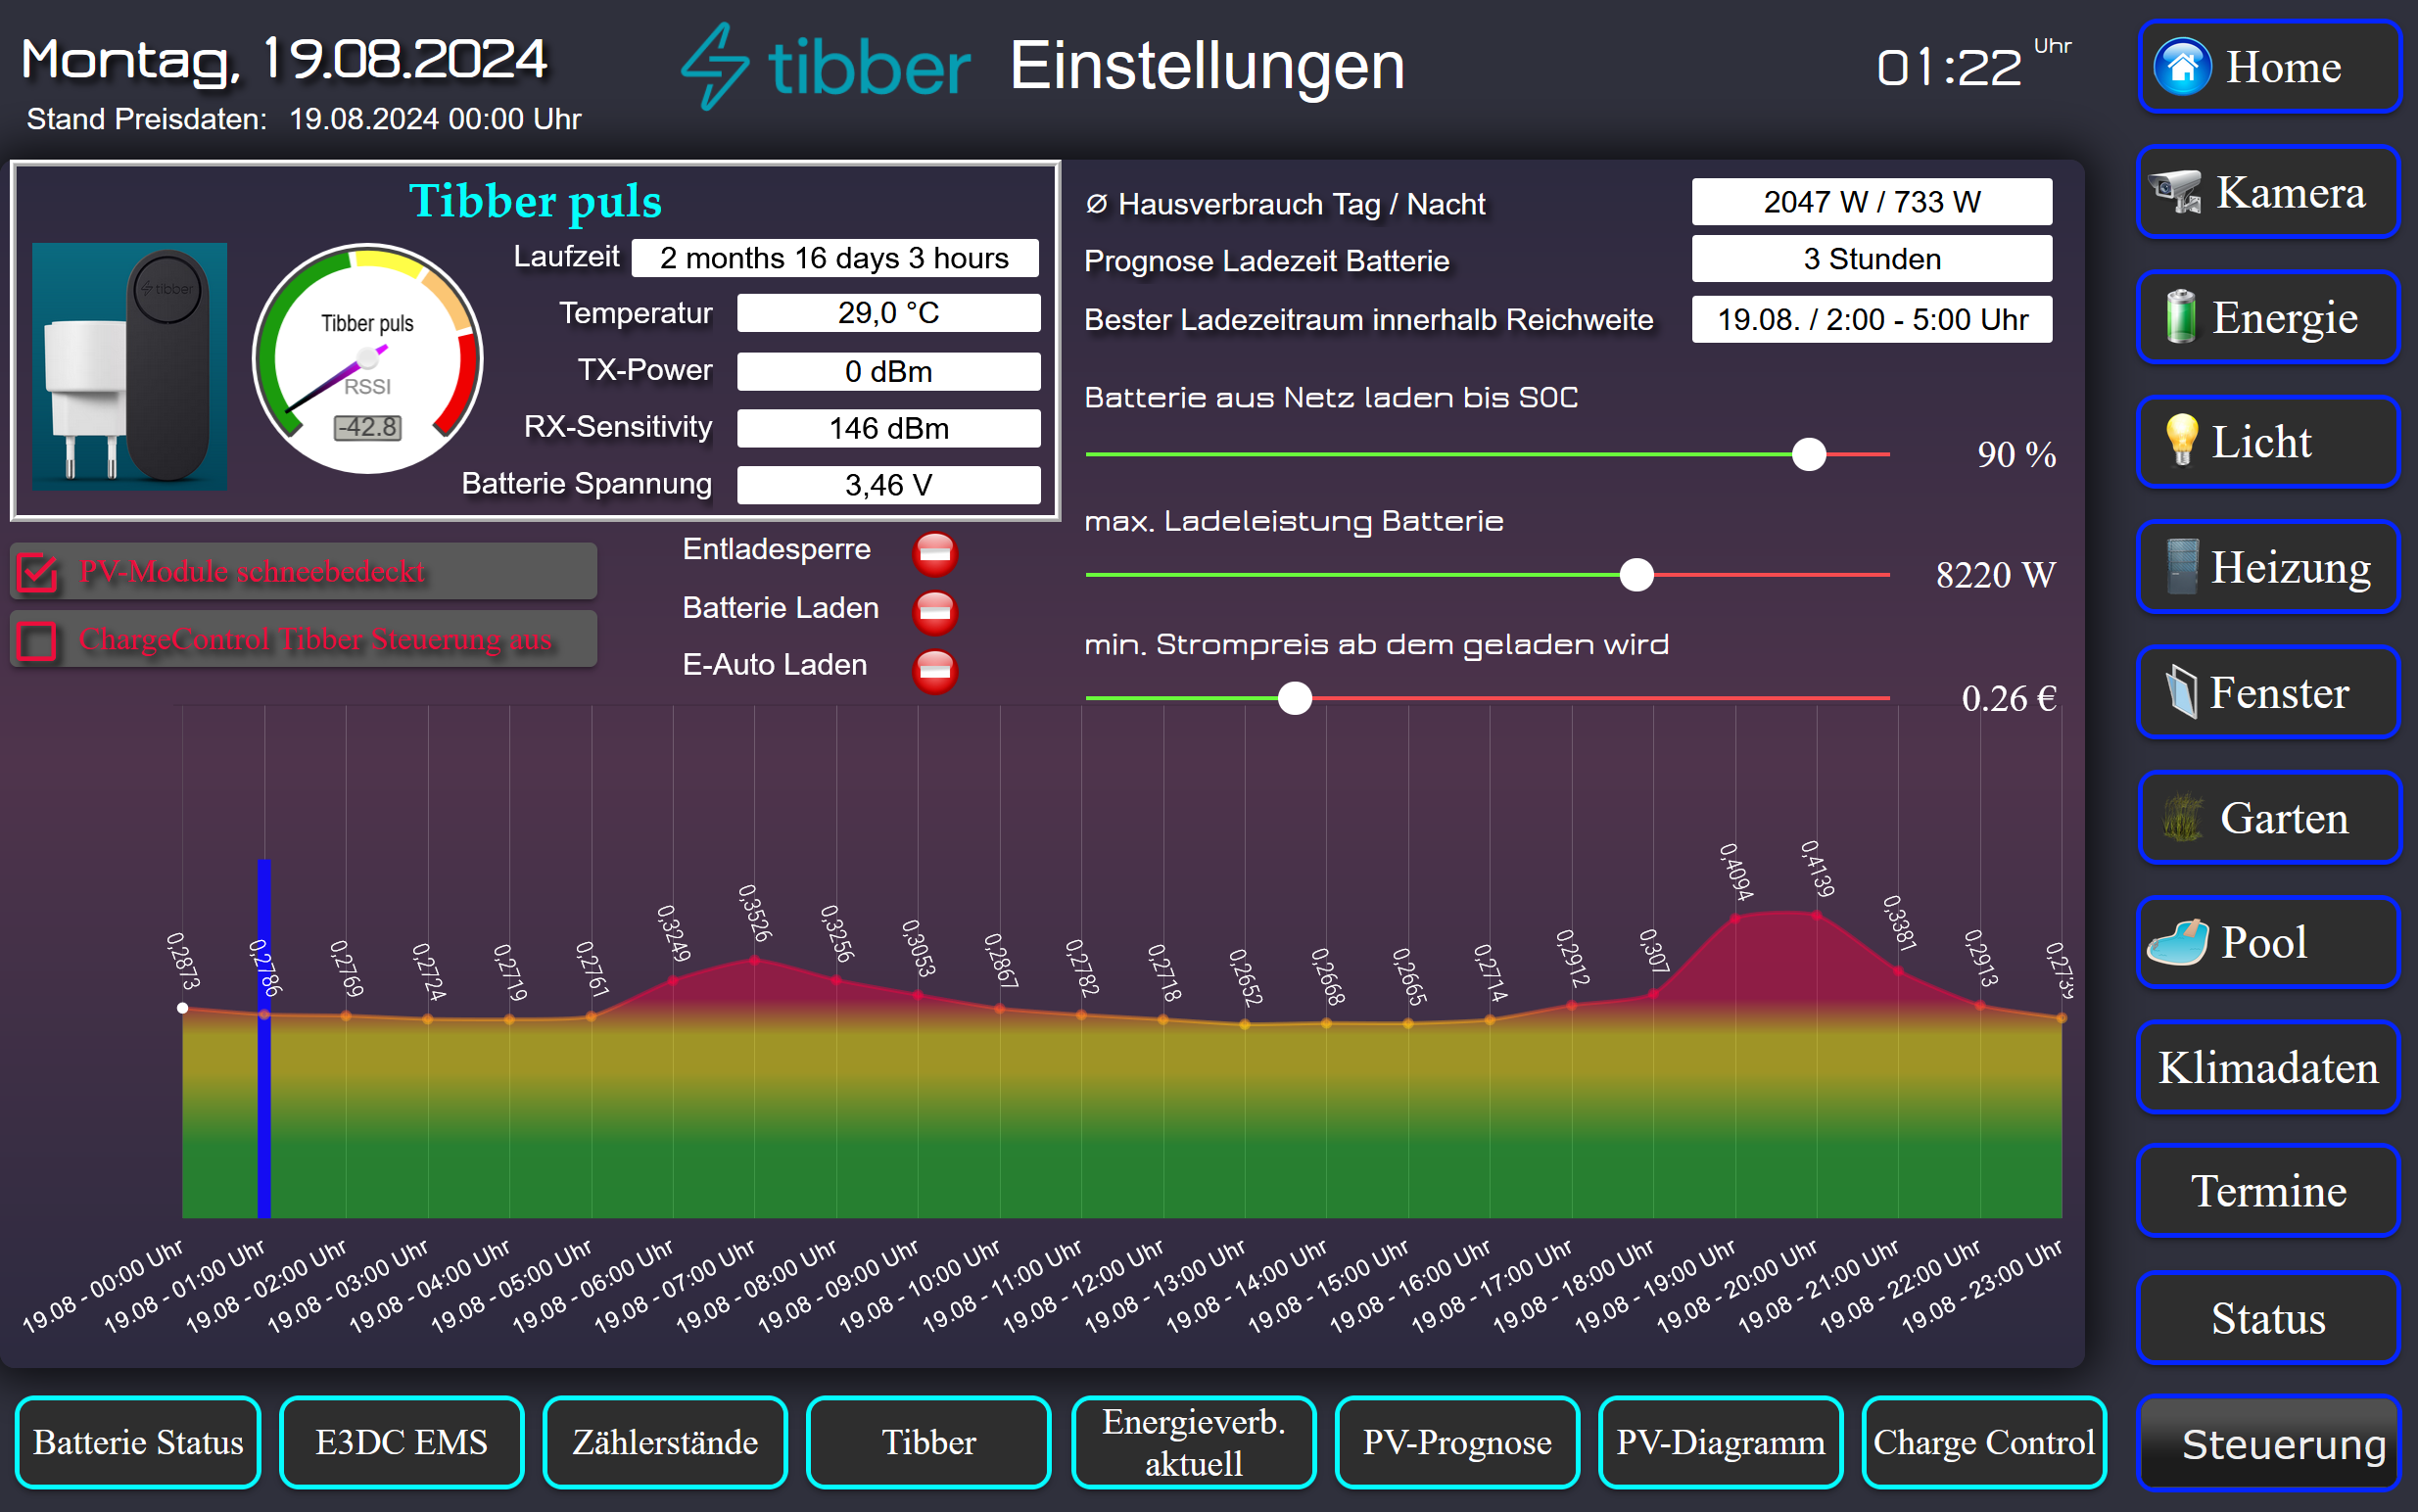 Montag, 19.08.2024
Stand Preisdaten: 19.08.2024 00:00 Uhr
tibber Einstellungen
01:22 Uhr
Tibber puls
tibber
Tibber puls
RSSI
-42.8
Laufzeit 2 months 16 days 3 hours
Temperatur 29,0 °C
TX-Power 0 dBm
RX-Sensitivity 146 dBm
Batterie Spannung 3,46 V
Ø Hausverbrauch Tag / Nacht 2047 W / 733 W
Prognose Ladezeit Batterie 3 Stunden
Bester Ladezeitraum innerhalb Reichweite 19.08. / 2:00 - 5:00 Uhr
Batterie aus Netz laden bis SOC
90 %
max. Ladeleistung Batterie
8220 W
min. Strompreis ab dem geladen wird
0.26 €
PV-Module schneebedeckt
ChargeControl Tibber Steuerung aus
Entladesperre
Batterie Laden
E-Auto Laden
0,2873
0,2786
0,2769
0,2724
0,2719
0,2761
0,3249
0,3526
0,3256
0,3053
0,2867
0,2782
0,2718
0,2652
0,2668
0,2665
0,2714
0,2912
0,307
0,4094
0,4139
0,3381
0,2913
0,2739
19.08 - 00:00 Uhr
19.08 - 01:00 Uhr
19.08 - 02:00 Uhr
19.08 - 03:00 Uhr
19.08 - 04:00 Uhr
19.08 - 05:00 Uhr
19.08 - 06:00 Uhr
19.08 - 07:00 Uhr
19.08 - 08:00 Uhr
19.08 - 09:00 Uhr
19.08 - 10:00 Uhr
19.08 - 11:00 Uhr
19.08 - 12:00 Uhr
19.08 - 13:00 Uhr
19.08 - 14:00 Uhr
19.08 - 15:00 Uhr
19.08 - 16:00 Uhr
19.08 - 17:00 Uhr
19.08 - 18:00 Uhr
19.08 - 19:00 Uhr
19.08 - 20:00 Uhr
19.08 - 21:00 Uhr
19.08 - 22:00 Uhr
19.08 - 23:00 Uhr
Batterie Status
E3DC EMS
Zählerstände
Tibber
Energieverb.
aktuell
PV-Prognose
PV-Diagramm
Charge Control
Home
Kamera
Energie
Licht
Heizung
Fenster
Garten
Pool
Klimadaten
Termine
Status
Steuerung